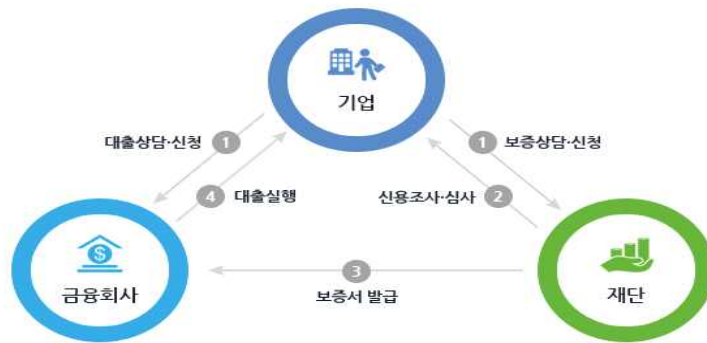 기업
대출상담·신청 1
1 보증상담·신청
4 대출실행
신용조사·심사 2
$
금융회사
3
보증서 발급
재단